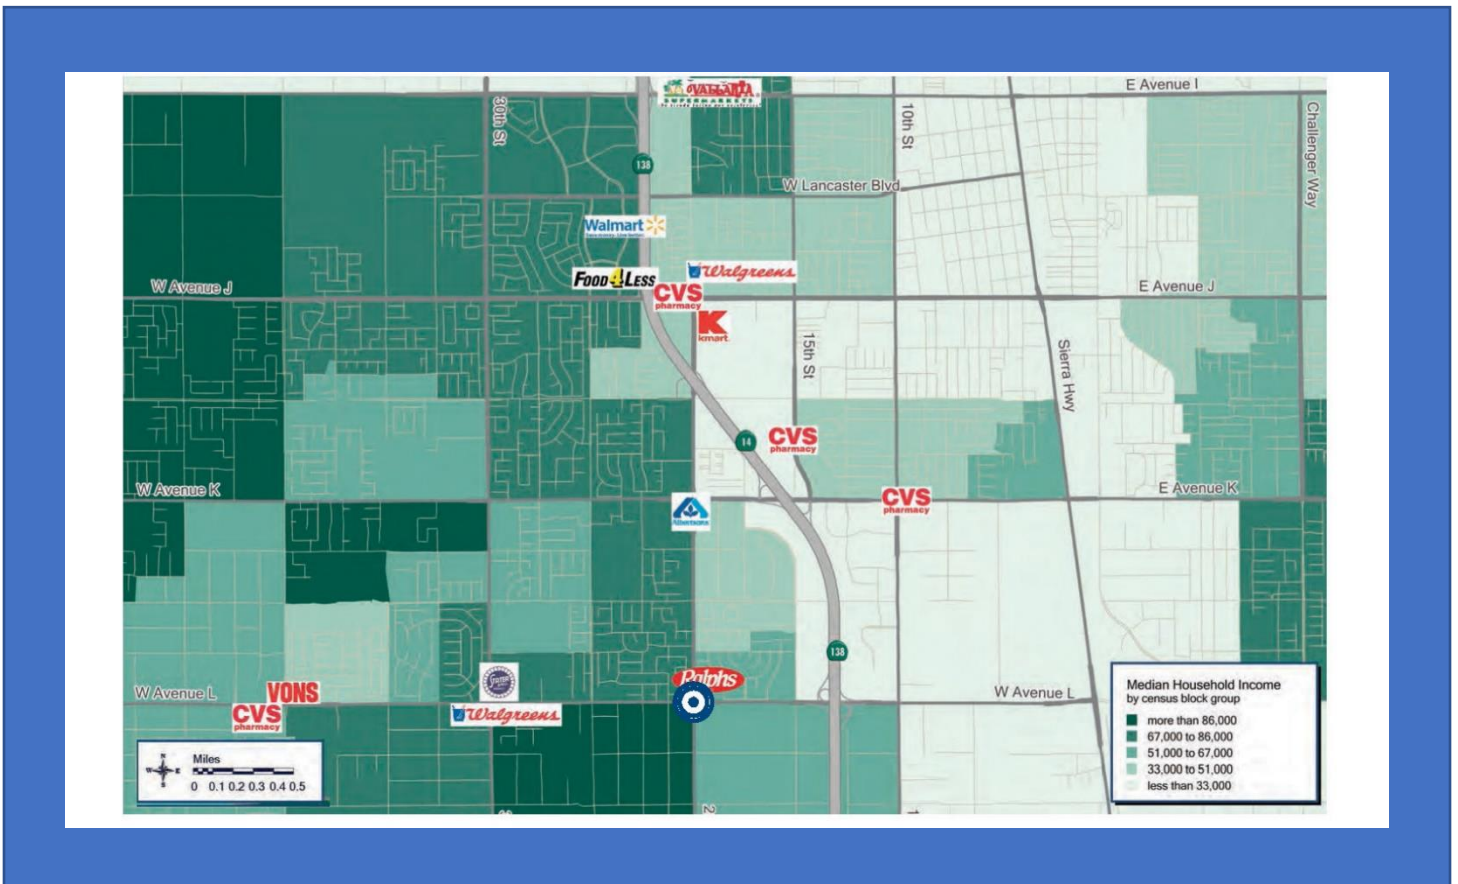 VALLARTA
SUPERMARKETS
E Avenue I
30th St
10th St
Challenger Way
138
W Lancaster Blvd
Walmart
Walgreens
FOOD 4 LESS
W Avenue J
E Avenue J
CVS
pharmacy
K
kmart
15th St
Sierra Hwy
14
CVS
pharmacy
W Avenue K
E Avenue K
CVS
pharmacy
Albertsons
138
Ralphs
W Avenue L
VONS
W Avenue L
CVS
pharmacy
Walgreens
Miles
N
W E
S
0 0.1 0.2 0.3 0.4 0.5
2
1
Median Household Income
by census block group
more than 86,000
67,000 to 86,000
51,000 to 67,000
33,000 to 51,000
less than 33,000